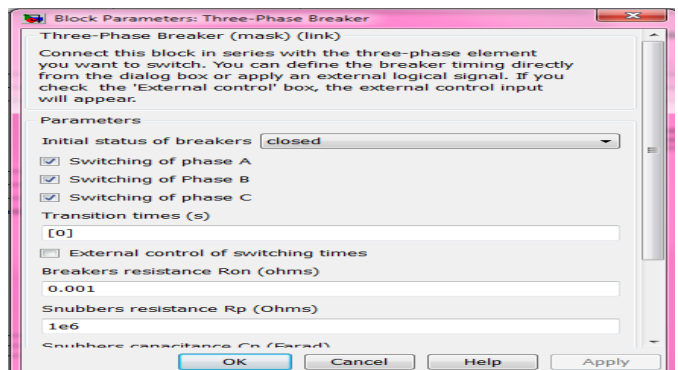 Block Parameters: Three-Phase Breaker
Three-Phase Breaker (mask) (link)
Connect this block in series with the three-phase element
you want to switch. You can define the breaker timing directly
from the dialog box or apply an external logical signal. If you
check the 'External control' box, the external control input
will appear.
Parameters
Initial status of breakers closed
Switching of phase A
Switching of Phase B
Switching of phase C
Transition times (s)
[0]
External control of switching times
Breakers resistance Ron (ohms)
0.001
Snubbers resistance Rp (Ohms)
1e6
Snubbers capacitance Cp (Farad)
OK Cancel Help Apply